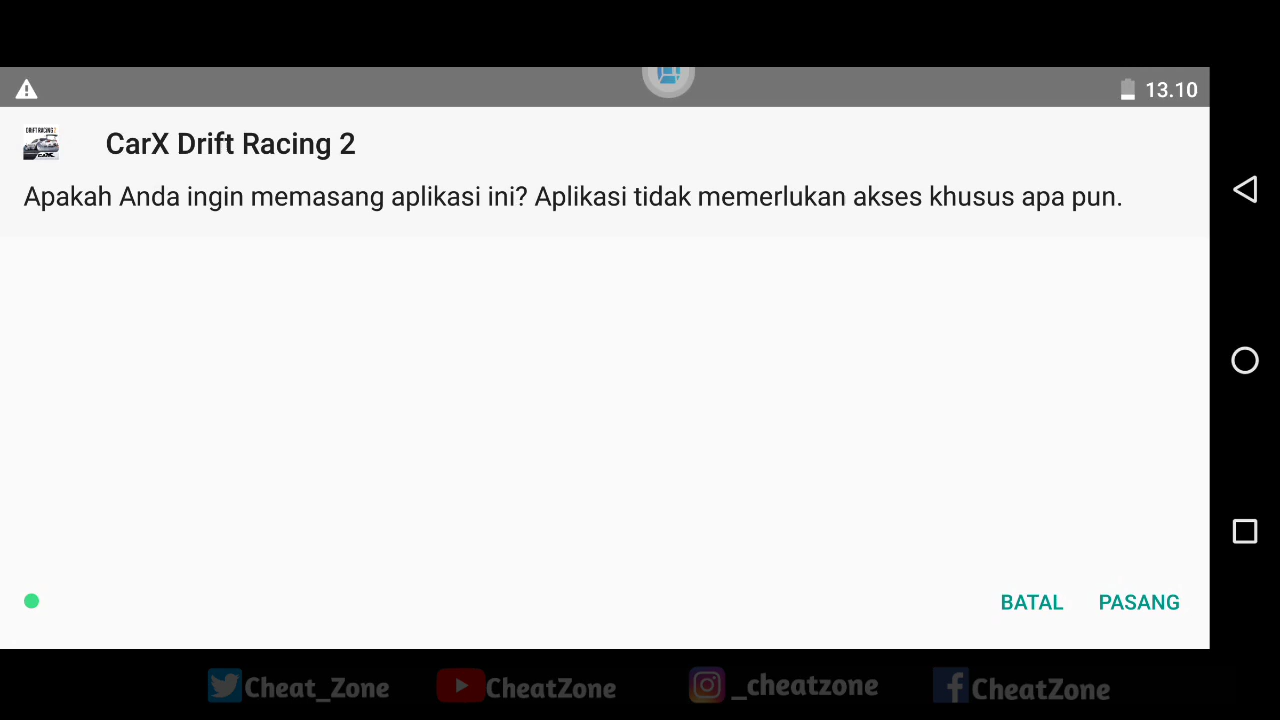 13.10
CarX Drift Racing 2
Apakah Anda ingin memasang aplikasi ini? Aplikasi tidak memerlukan akses khusus apa pun.
BATAL PASANG
Cheat_Zone CheatZone _cheatzone CheatZone